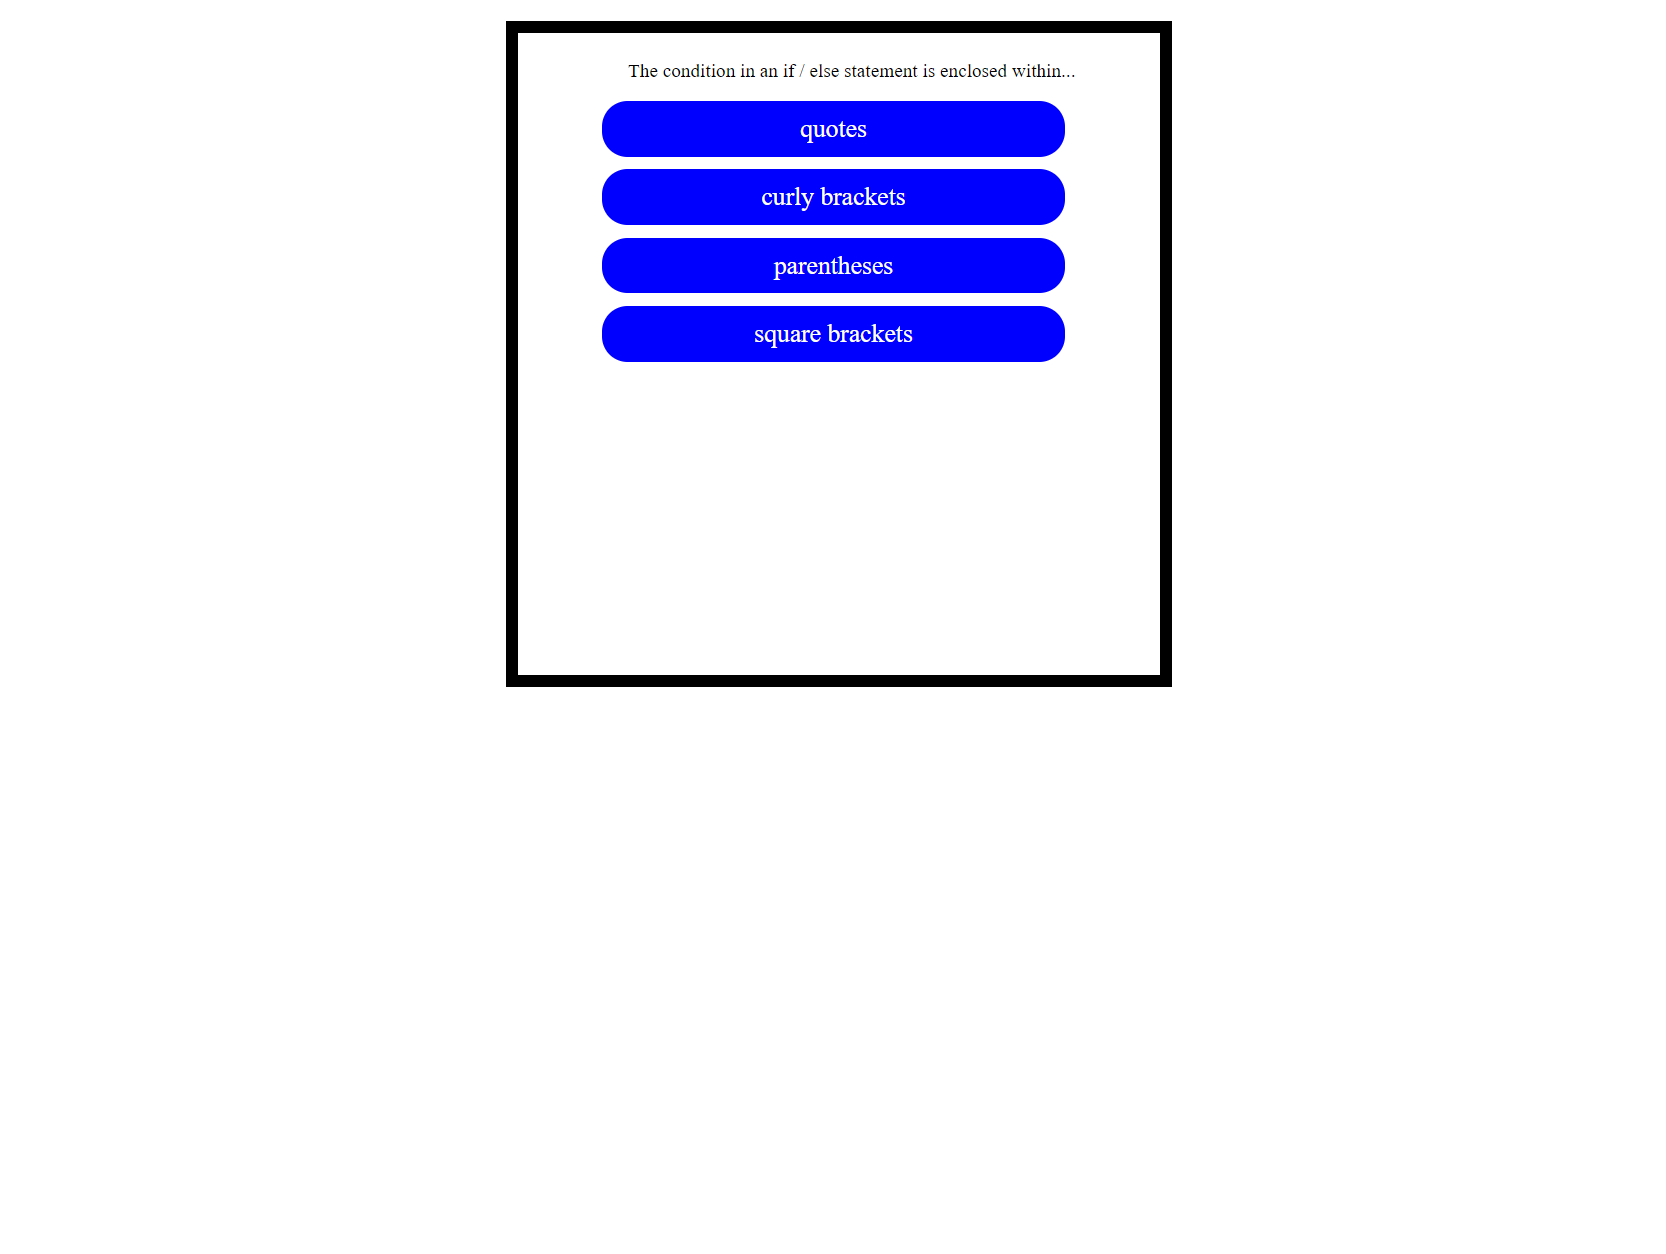 The condition in an if / else statement is enclosed within...
quotes
curly brackets
parentheses
square brackets